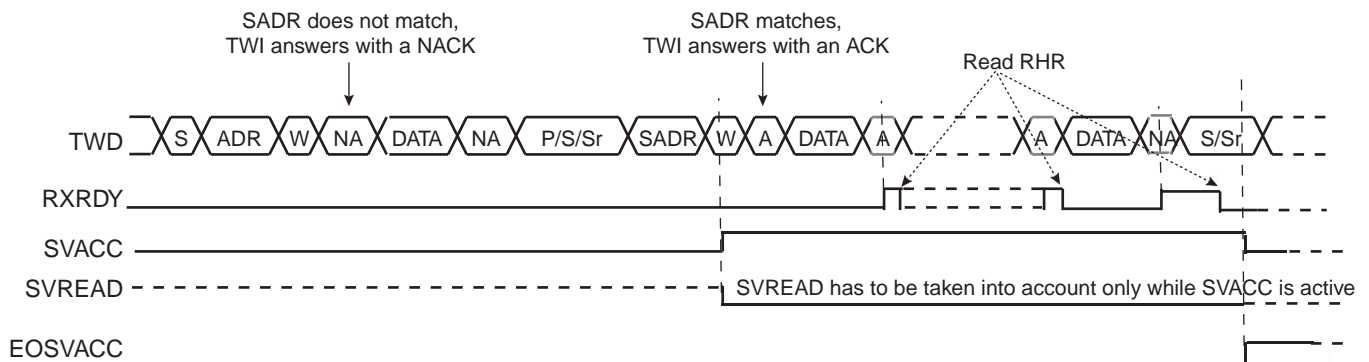 SADR does not match,
TWI answers with a NACK
SADR matches,
TWI answers with an ACK
Read RHR
TWD S ADR W NA DATA NA P/S/Sr SADR W A DATA A A DATA NA S/Sr
RXRDY
SVACC
SVREAD SVREAD has to be taken into account only while SVACC is active
EOSVACC